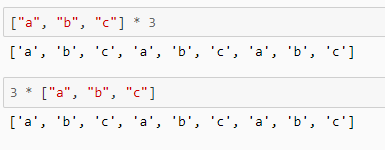 ["a", "b", "c"] * 3
['a', 'b', 'c', 'a', 'b', 'c', 'a', 'b', 'c']
3 * ["a", "b", "c"]
['a', 'b', 'c', 'a', 'b', 'c', 'a', 'b', 'c']